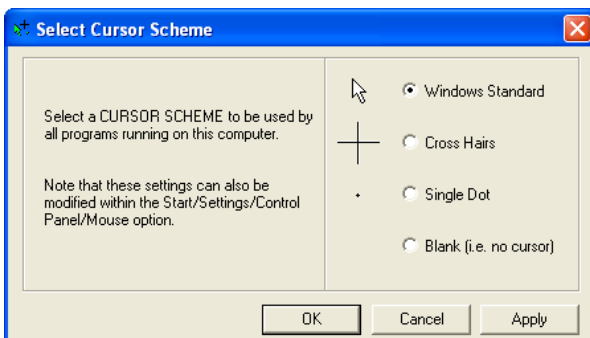 Select Cursor Scheme
Select a CURSOR SCHEME to be used by
all programs running on this computer.
Note that these settings can also be
modified within the Start/Settings/Control
Panel/Mouse option.
Windows Standard
Cross Hairs
Single Dot
Blank (i.e. no cursor)
OK
Cancel
Apply